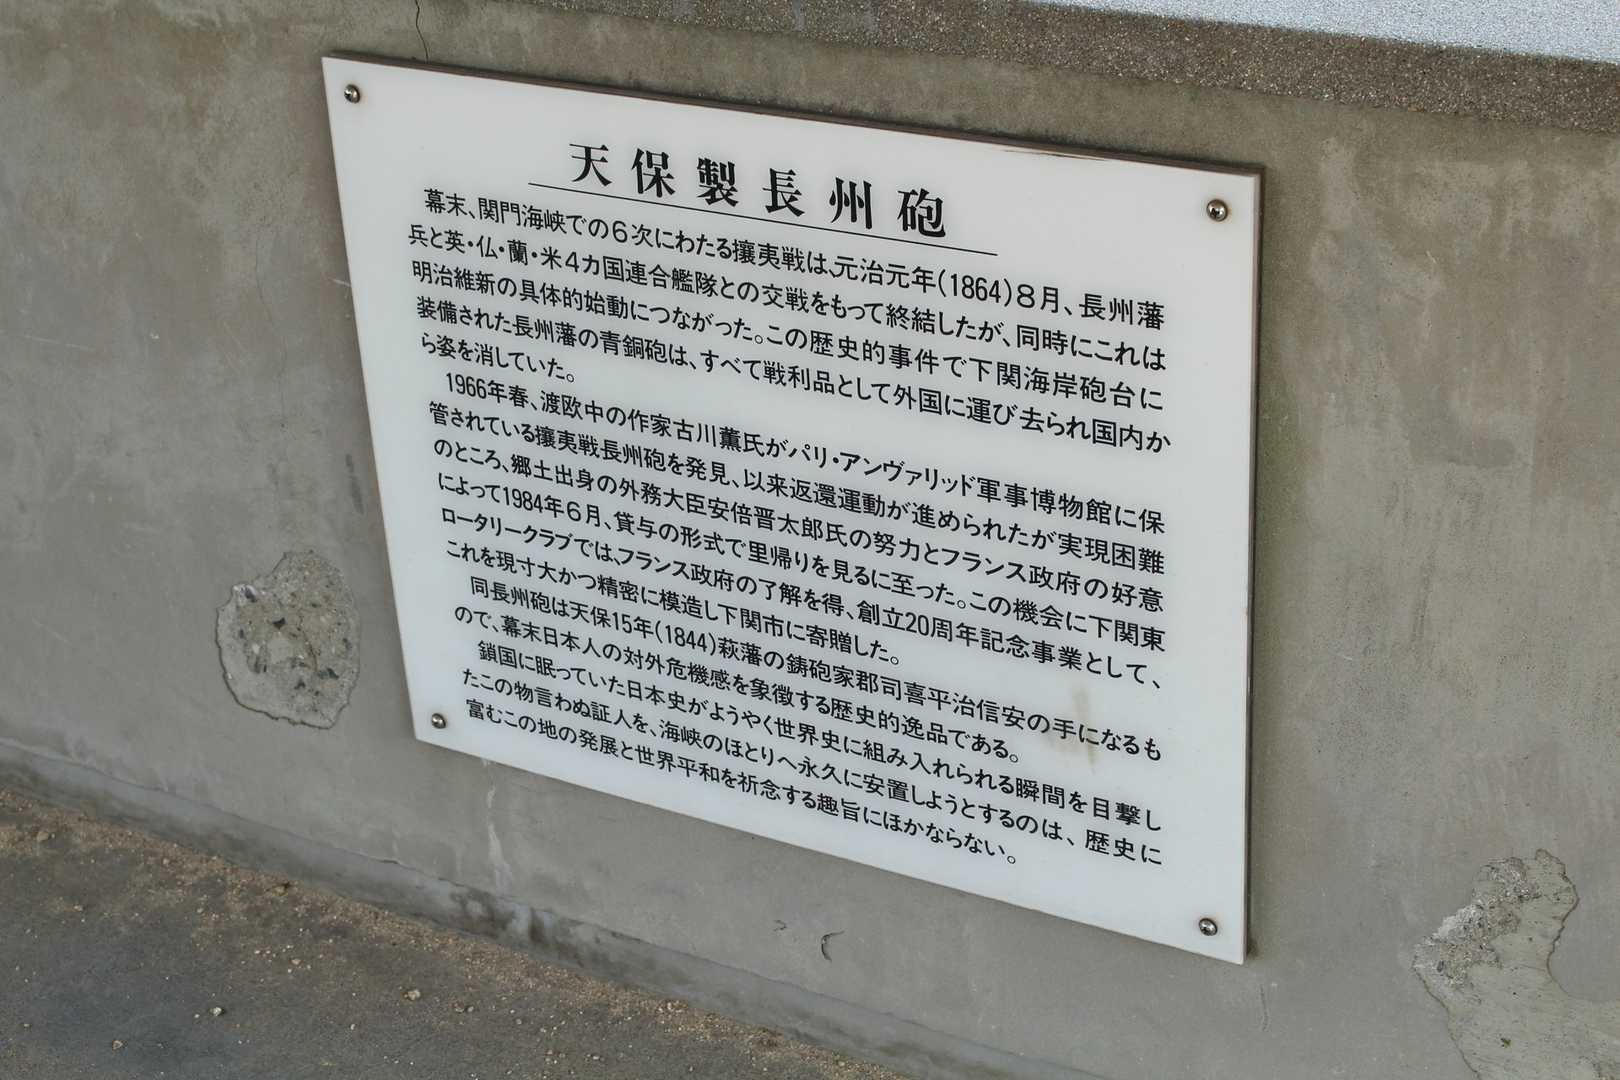 天保製長州砲
幕末、関門海峡での６次にわたる攘夷戦は、元治元年(1864)８月、長州藩
兵と英・仏・蘭・米４カ国連合艦隊との交戦をもって終結したが、同時にこれは
明治維新の具体的始動につながった。この歴史的事件で下関海岸砲台に
装備された長州藩の青銅砲は、すべて戦利品として外国に運び去られ国内か
ら姿を消していた。
1966年春、渡欧中の作家古川薫氏がパリ・アンヴァリッド軍事博物館に保
管されている攘夷戦長州砲を発見、以来返還運動が進められたが実現困難
のところ、郷土出身の外務大臣安倍晋太郎氏の努力とフランス政府の好意
によって1984年６月、貸与の形式で里帰りを見るに至った。この機会に下関東
ロータリークラブでは、フランス政府の了解を得、創立20周年記念事業として、
これを現寸大かつ精密に模造し下関市に寄贈した。
同長州砲は天保15年(1844)萩藩の鋳砲家郡司喜平治信安の手になるも
ので、幕末日本人の対外危機感を象徴する歴史的逸品である。
鎖国に眠っていた日本史がようやく世界史に組み入れられる瞬間を目撃し
たこの物言わぬ証人を、海峡のほとりへ永久に安置しようとするのは、歴史に
富むこの地の発展と世界平和を祈念する趣旨にほかならない。